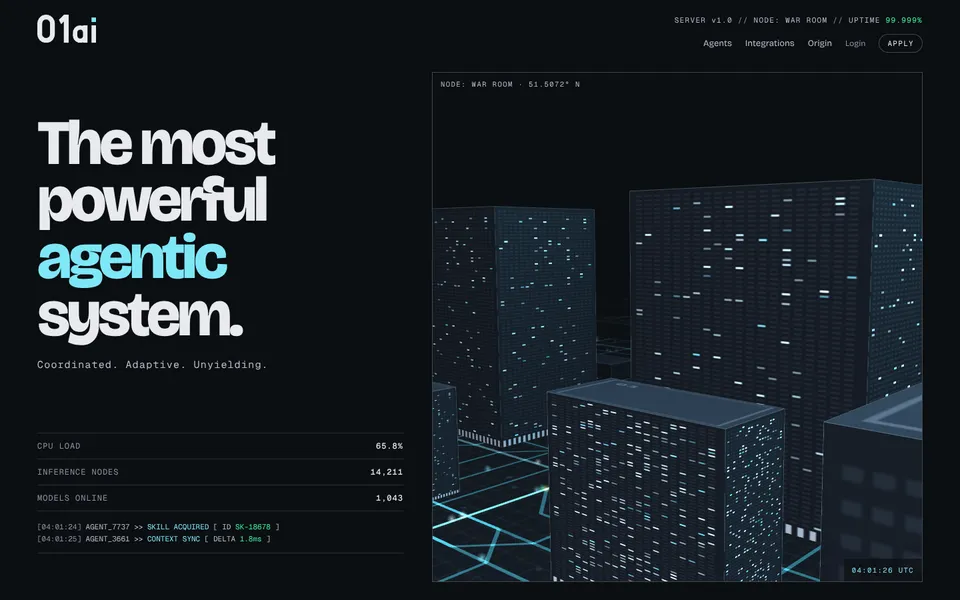 01ai
SERVER v1.0 // NODE: WAR ROOM // UPTIME 99.999%
Agents Integrations Origin Login APPLY
NODE: WAR ROOM · 51.5072° N
The most
powerful
agentic
system.
Coordinated. Adaptive. Unyielding.
CPU LOAD 65.8%
INFERENCE NODES 14,211
MODELS ONLINE 1,043
[04:01:24] AGENT_7737 >> SKILL ACQUIRED [ ID SK-18678 ]
[04:01:25] AGENT_3661 >> CONTEXT SYNC [ DELTA 1.8ms ]
04:01:26 UTC